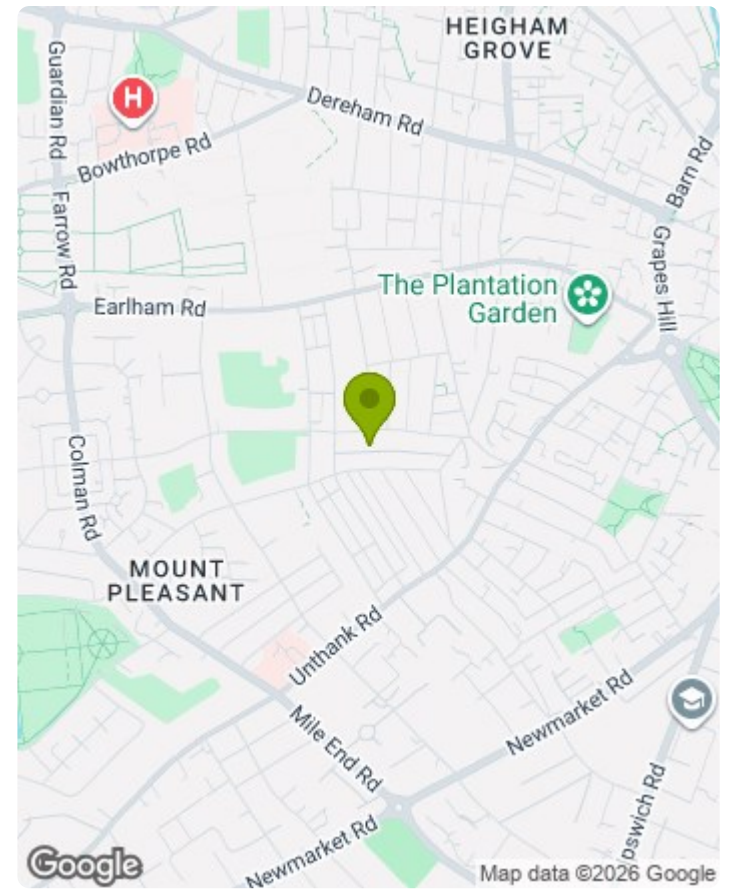 HEIGHAM
GROVE
Guardian Rd
H
Dereham Rd
Bowthorpe Rd
Barn Rd
Farrow Rd
Grapes Hill
The Plantation
Garden
Earlham Rd
Colman Rd
MOUNT
PLEASANT
Unthank Rd
Mile End Rd
Newmarket Rd
pswich Rd
Newmarket Rd
Google
Map data ©2026 Google